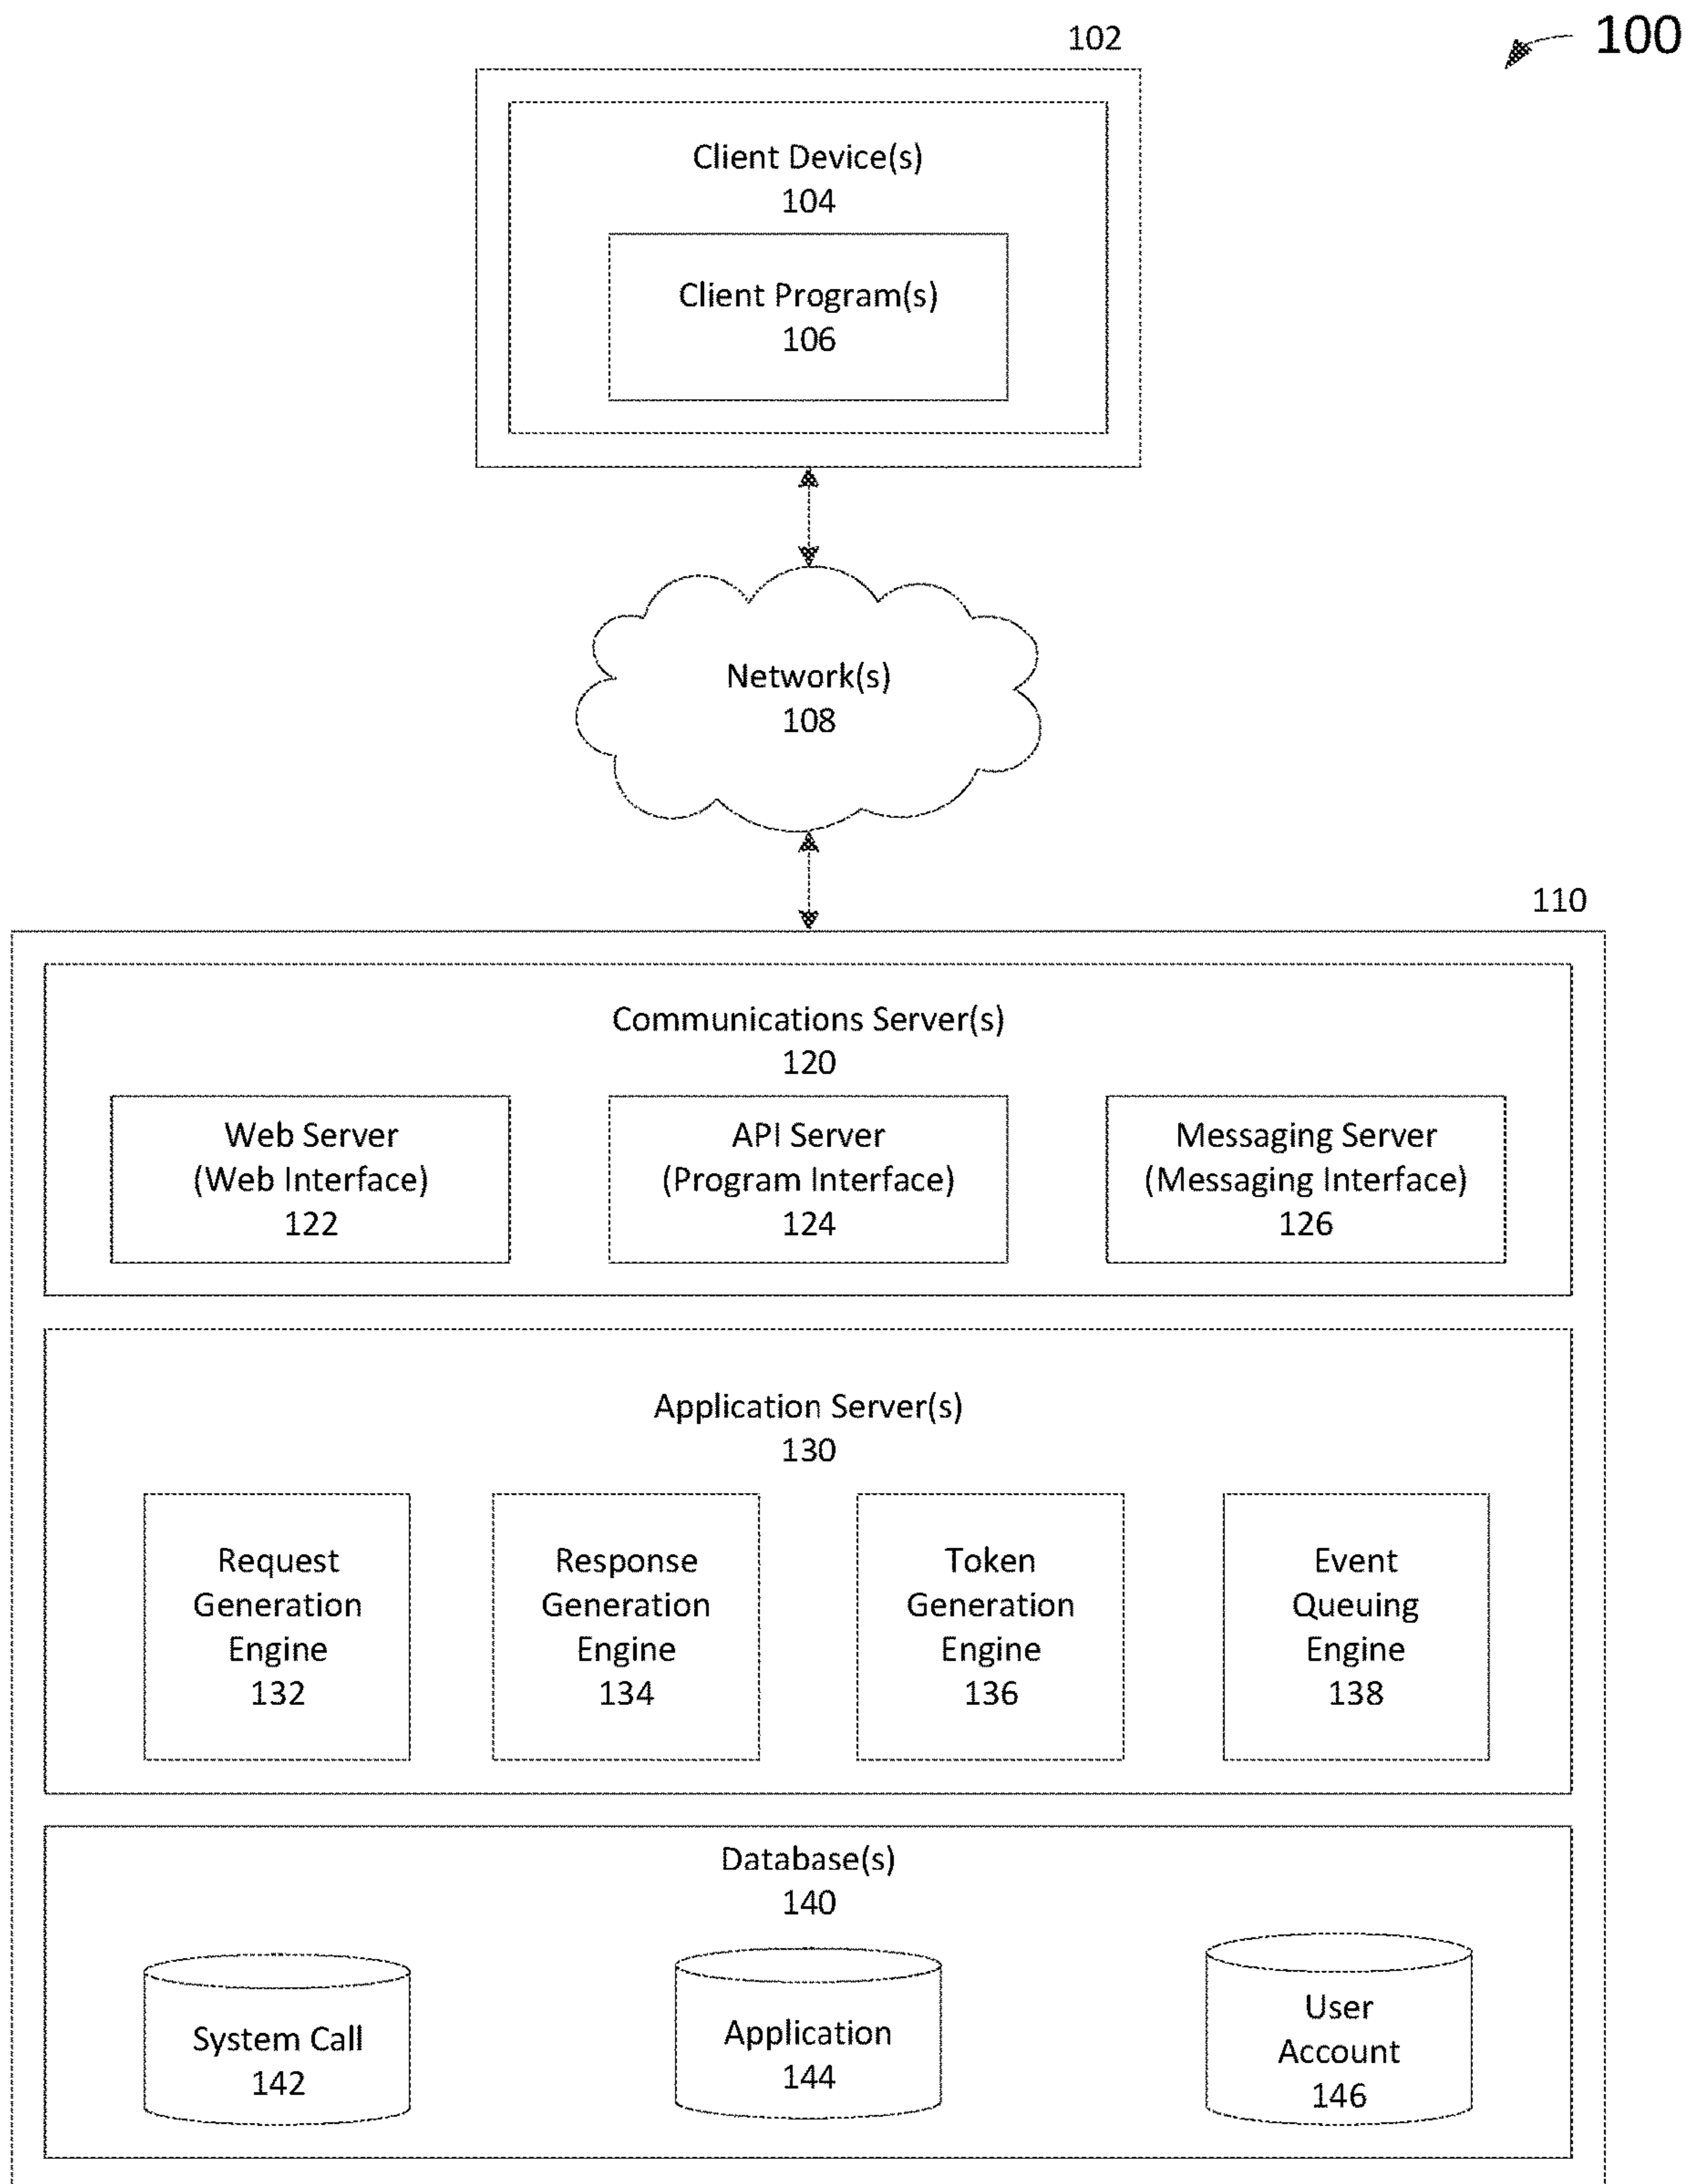 100
102
Client Device(s)
104
Client Program(s)
106
Network(s)
108
110
Communications Server(s)
120
Web Server
(Web Interface)
122
API Server
(Program Interface)
124
Messaging Server
(Messaging Interface)
126
Application Server(s)
130
Request
Generation
Engine
132
Response
Generation
Engine
134
Token
Generation
Engine
136
Event
Queuing
Engine
138
Database(s)
140
System Call
142
Application
144
User
Account
146